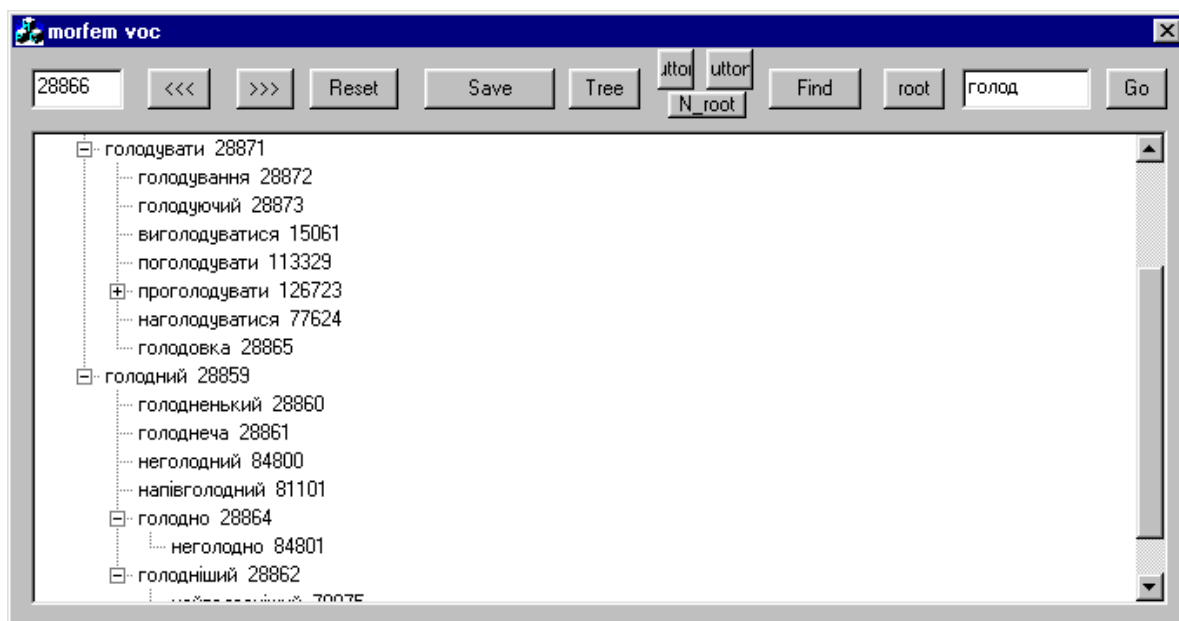 morfem voc
28866 <<< >>> Reset Save Tree uttor uttor N_root Find root голод Go
голодувати 28871
голодування 28872
голодуючий 28873
виголодуватися 15061
поголодувати 113329
проголодувати 126723
наголодуватися 77624
голодовка 28865
голодний 28859
голодненький 28860
голоднеча 28861
неголодний 84800
напівголодний 81101
голодно 28864
неголодно 84801
голодніший 28862